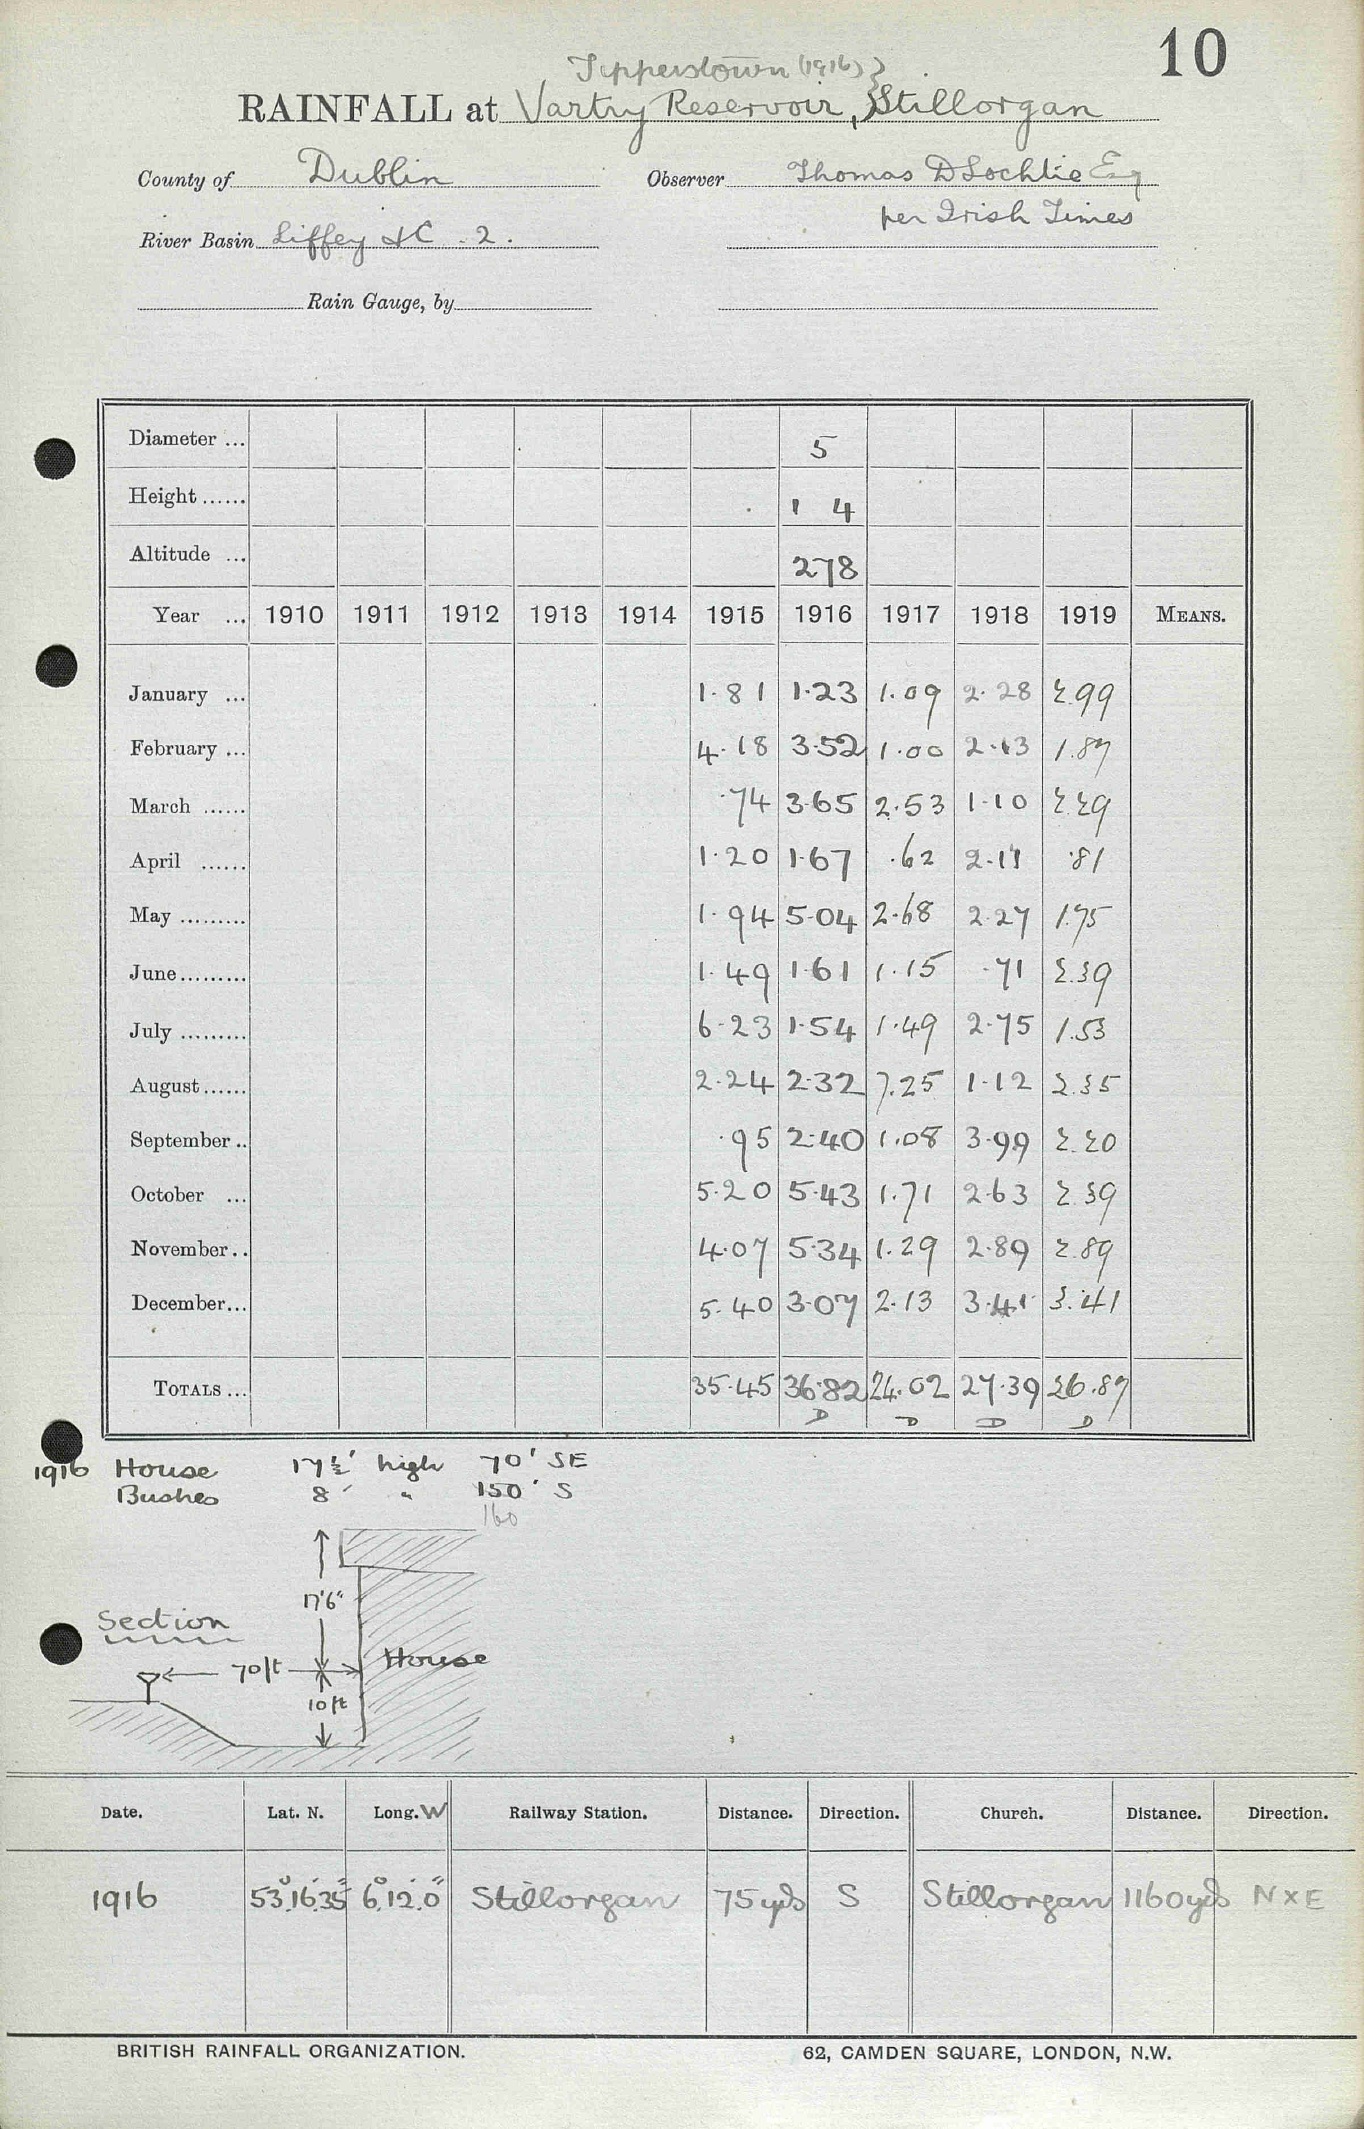 10
Tipperstown (1916)}
RAINFALL at Vartry Reservoir, Stillorgan
County of Dublin Observer Thomas D Lochtie Esq
per Irish Times
River Basin Liffey &C . 2 .
Rain Gauge, by
Diameter ... 5
Height ...... 1 4
Altitude ... 278
Year ... 1910 1911 1912 1913 1914 1915 1916 1917 1918 1919 MEANS.
January ... 1.81 1.23 1.09 2.28 2.99
February ... 4.18 3.52 1.00 2.13 1.87
March ...... .74 3.65 2.53 1.10 2.29
April ...... 1.20 1.67 .62 2.11 .81
May ......... 1.94 5.04 2.68 2.27 1.75
June ......... 1.49 1.61 1.15 .71 2.39
July ......... 6.23 1.54 1.49 2.75 1.53
August ...... 2.24 2.32 7.25 1.12 2.35
September .. .95 2.40 1.08 3.99 2.20
October ... 5.20 5.43 1.71 2.63 2.39
November .. 4.07 5.34 1.29 2.89 2.89
December ... 5.40 3.07 2.13 3.41 3.41
TOTALS ... 35.45 36.82 24.02 27.39 26.87
D D D D
1916 House 17½' high 70' SE
Bushes 8' " 150' S
160
17'6"
Section
70ft House
10ft
Date. Lat. N. Long. W Railway Station. Distance. Direction. Church. Distance. Direction.
1916 53°.16'.35" 6°.12'.0" Stillorgan 75 yds S Stillorgan 1160 yds N x E
BRITISH RAINFALL ORGANIZATION. 62, CAMDEN SQUARE, LONDON, N.W.